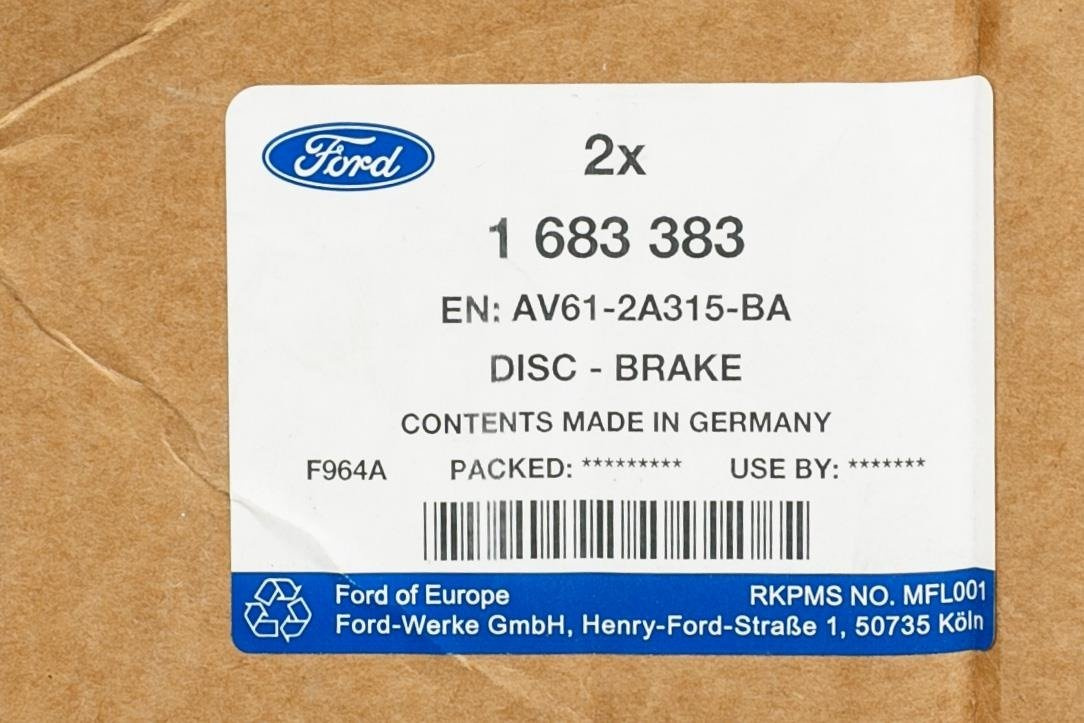 Ford
2x
1 683 383
EN: AV61-2A315-BA
DISC - BRAKE
CONTENTS MADE IN GERMANY
F964A PACKED: ********* USE BY: *******
Ford of Europe RKPMS NO. MFL001
Ford-Werke GmbH, Henry-Ford-Straße 1, 50735 Köln